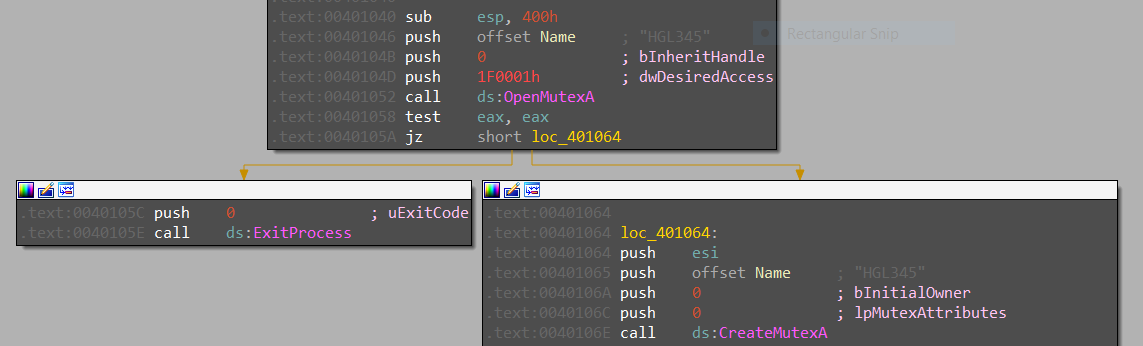 .text:00401040 sub esp, 400h
.text:00401046 push offset Name ; "HGL345"
.text:0040104B push 0 ; bInheritHandle
.text:0040104D push 1F0001h ; dwDesiredAccess
.text:00401052 call ds:OpenMutexA
.text:00401058 test eax, eax
.text:0040105A jz short loc_401064
Rectangular Snip
.text:0040105C push 0 ; uExitCode
.text:0040105E call ds:ExitProcess
.text:00401064
.text:00401064 loc_401064:
.text:00401064 push esi
.text:00401065 push offset Name ; "HGL345"
.text:0040106A push 0 ; bInitialOwner
.text:0040106C push 0 ; lpMutexAttributes
.text:0040106E call ds:CreateMutexA